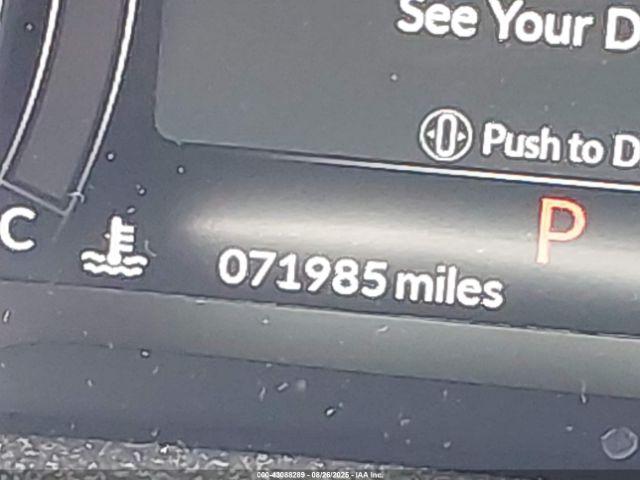 See Your D
Push to D
C
P
071985 miles
000-43088289 - 08/26/2025 - IAA Inc.